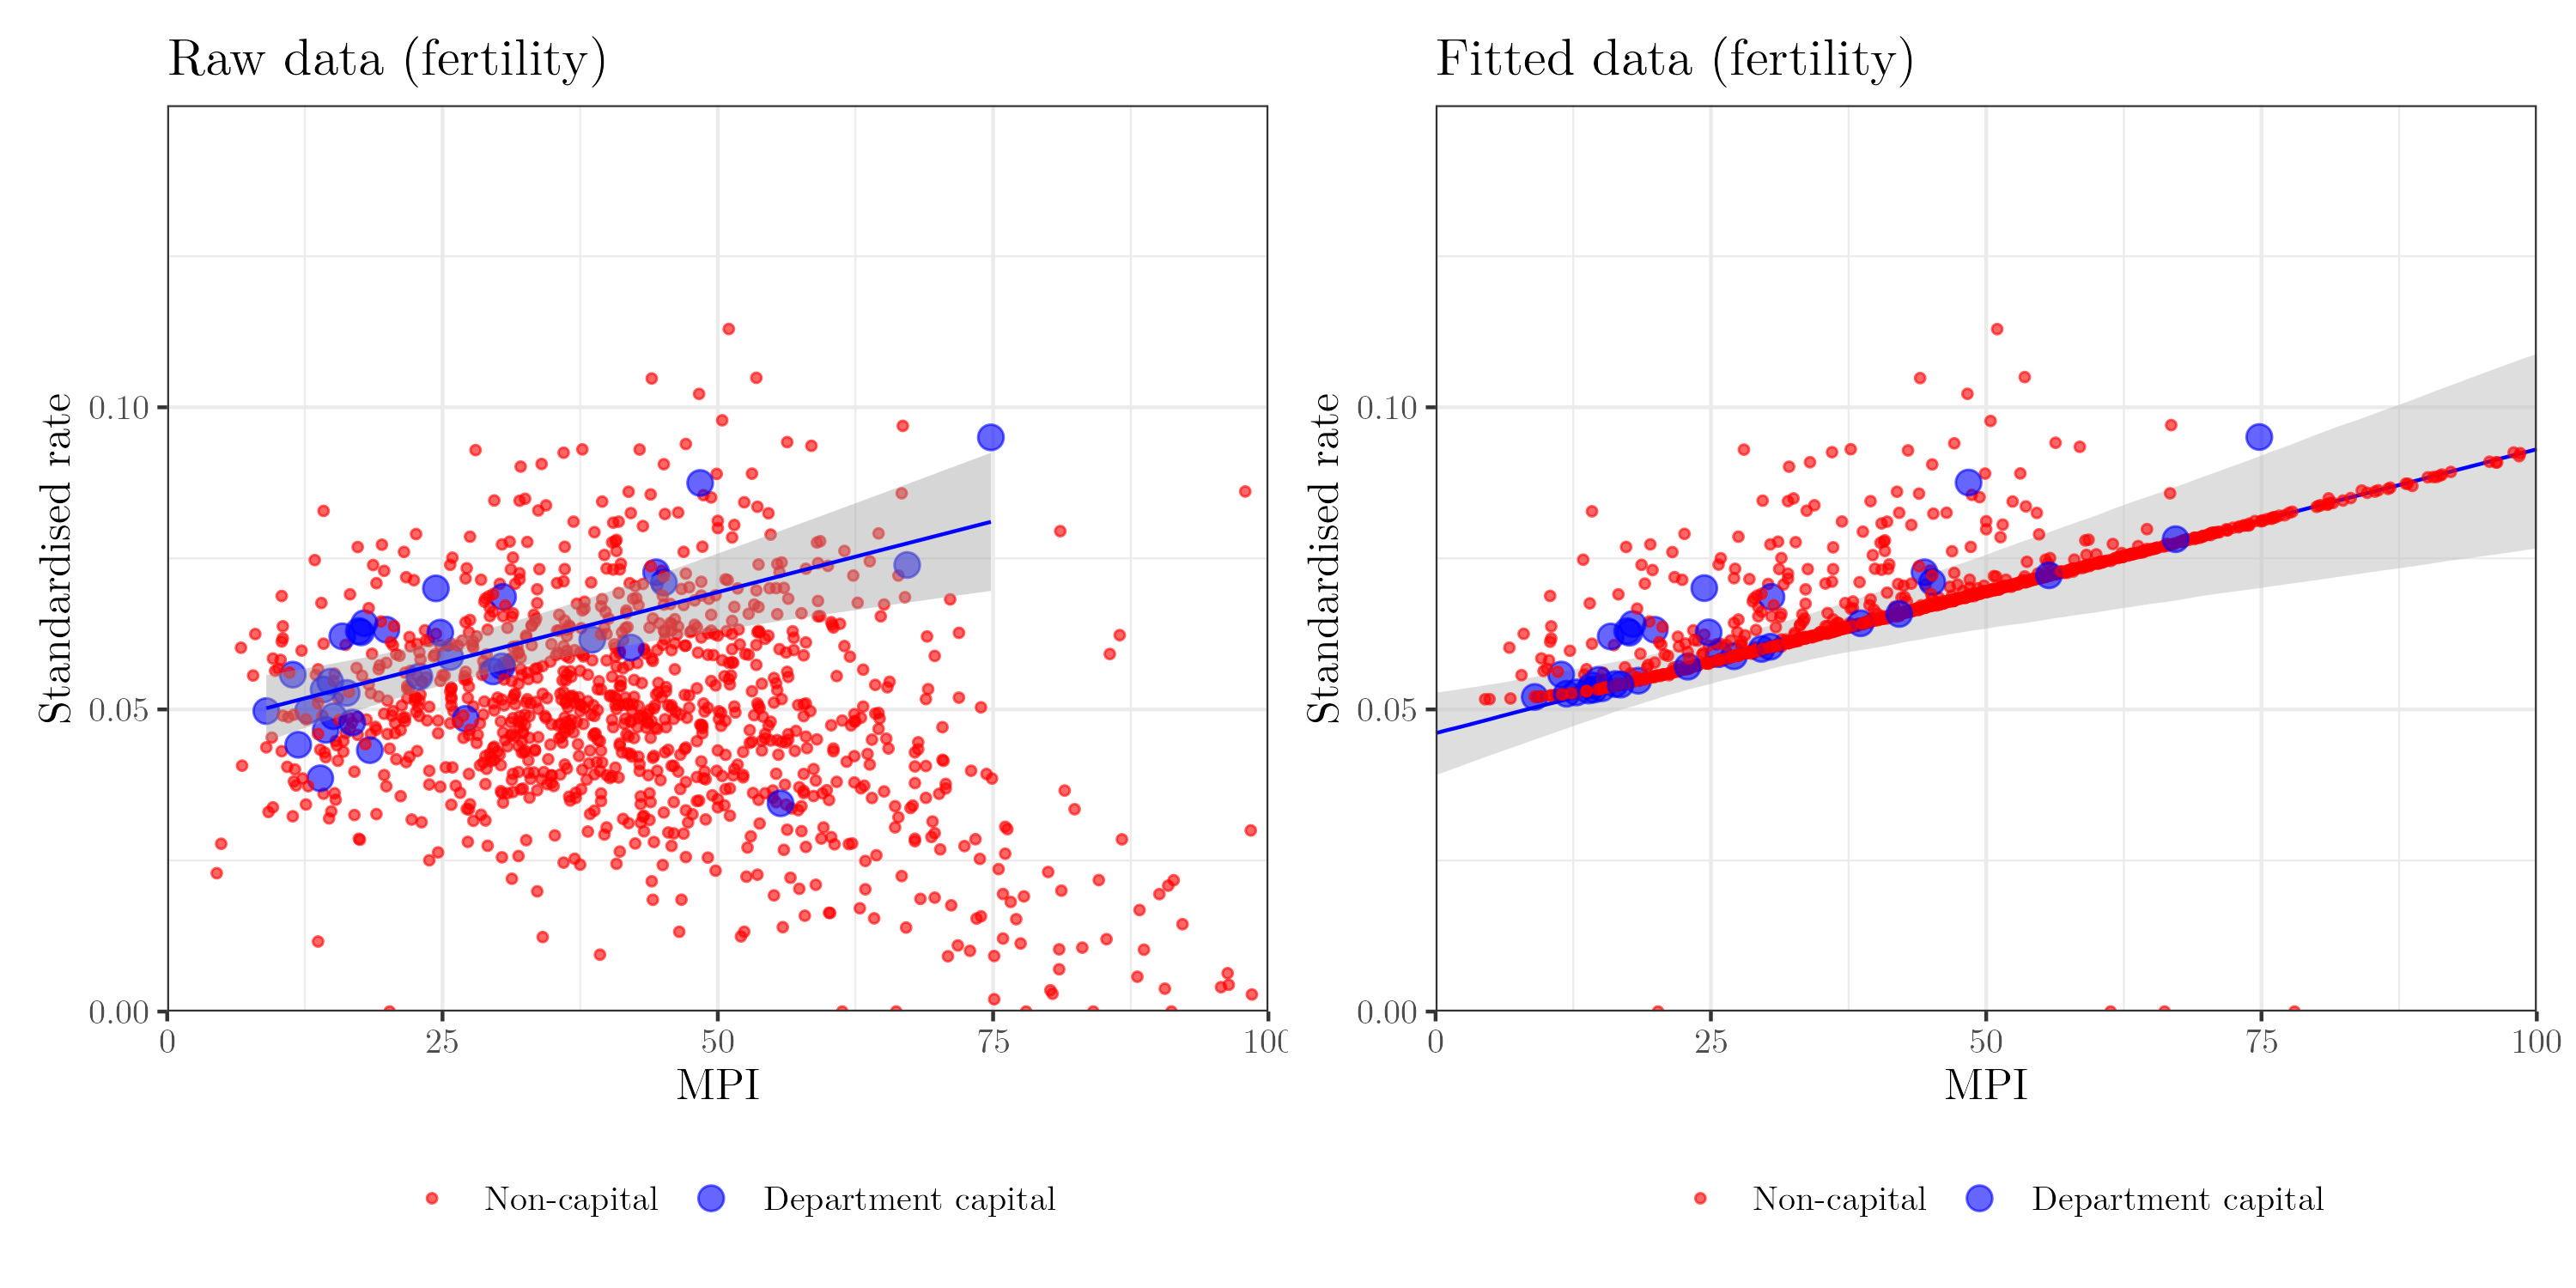 Raw data (fertility)
Standardised rate
0.10
0.05
0.00
0
25
50
75
100
MPI
Non-capital
Department capital
Fitted data (fertility)
Standardised rate
0.10
0.05
0.00
0
25
50
75
100
MPI
Non-capital
Department capital